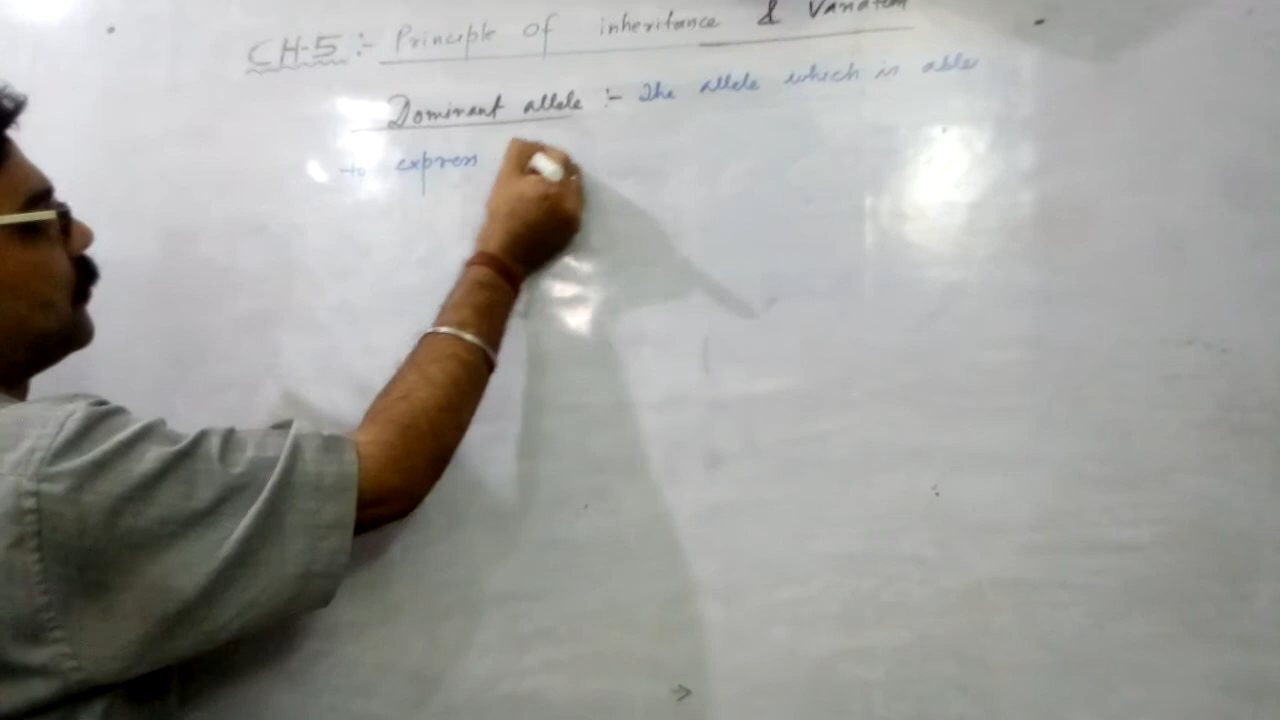 CH-5 :- Principle of inheritance & Variation
Dominant allele :- The allele which is able
to express